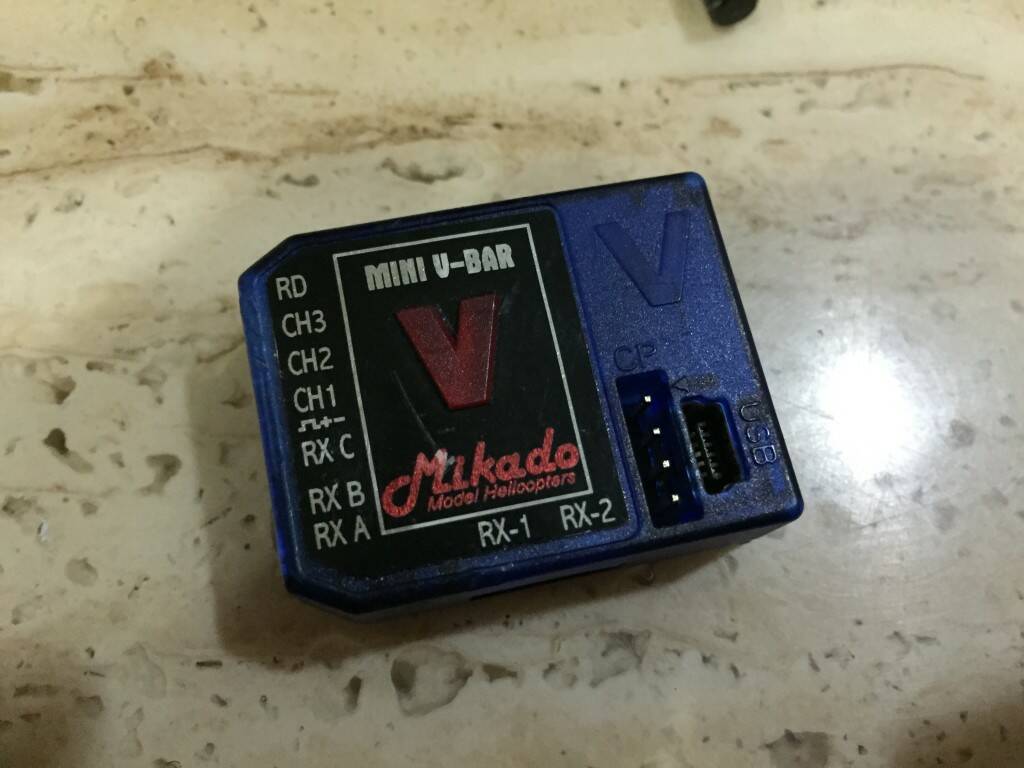 RD
CH3
CH2
CH1
RX C
RX B
RX A
MINI V-BAR
V
Mikado
Model Helicopters
RX-1 RX-2
V
CP
USB